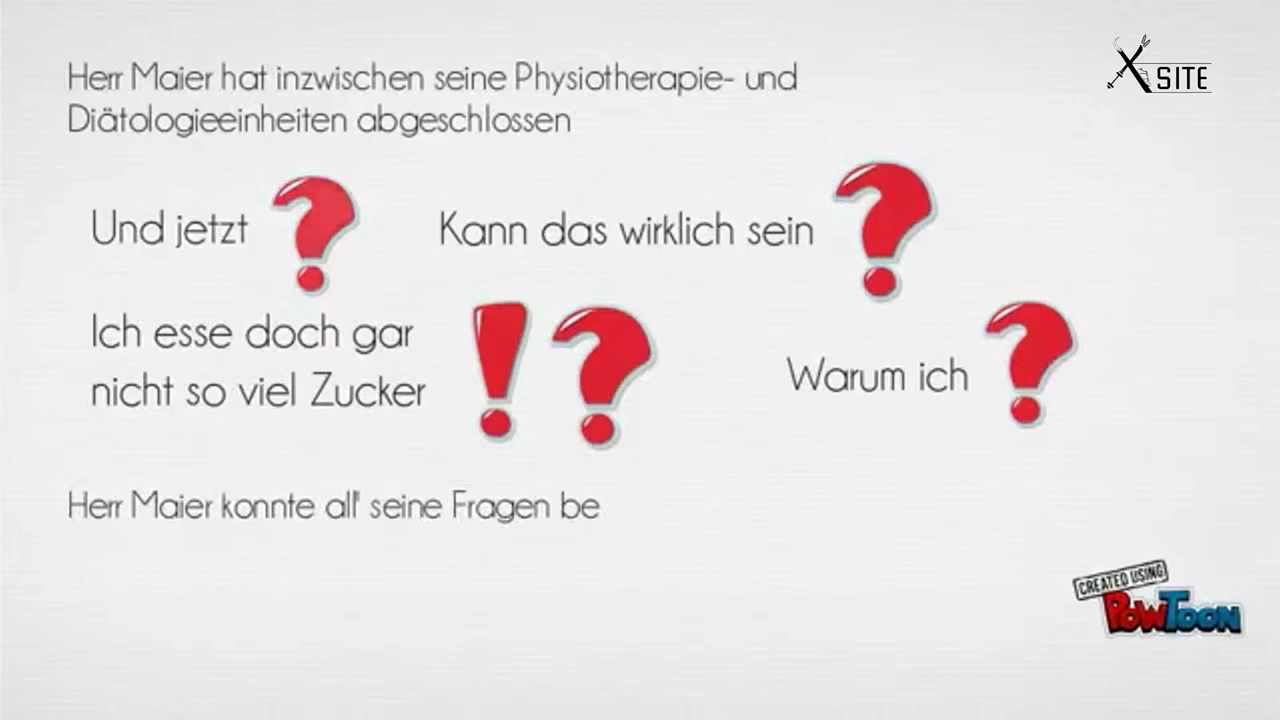 Herr Maier hat inzwischen seine Physiotherapie- und
Diätologieeinheiten abgeschlossen
X SITE
Und jetzt ?
Kann das wirklich sein ?
Ich esse doch gar
nicht so viel Zucker !?
Warum ich ?
Herr Maier konnte all' seine Fragen be
CREATED USING
POWTOON